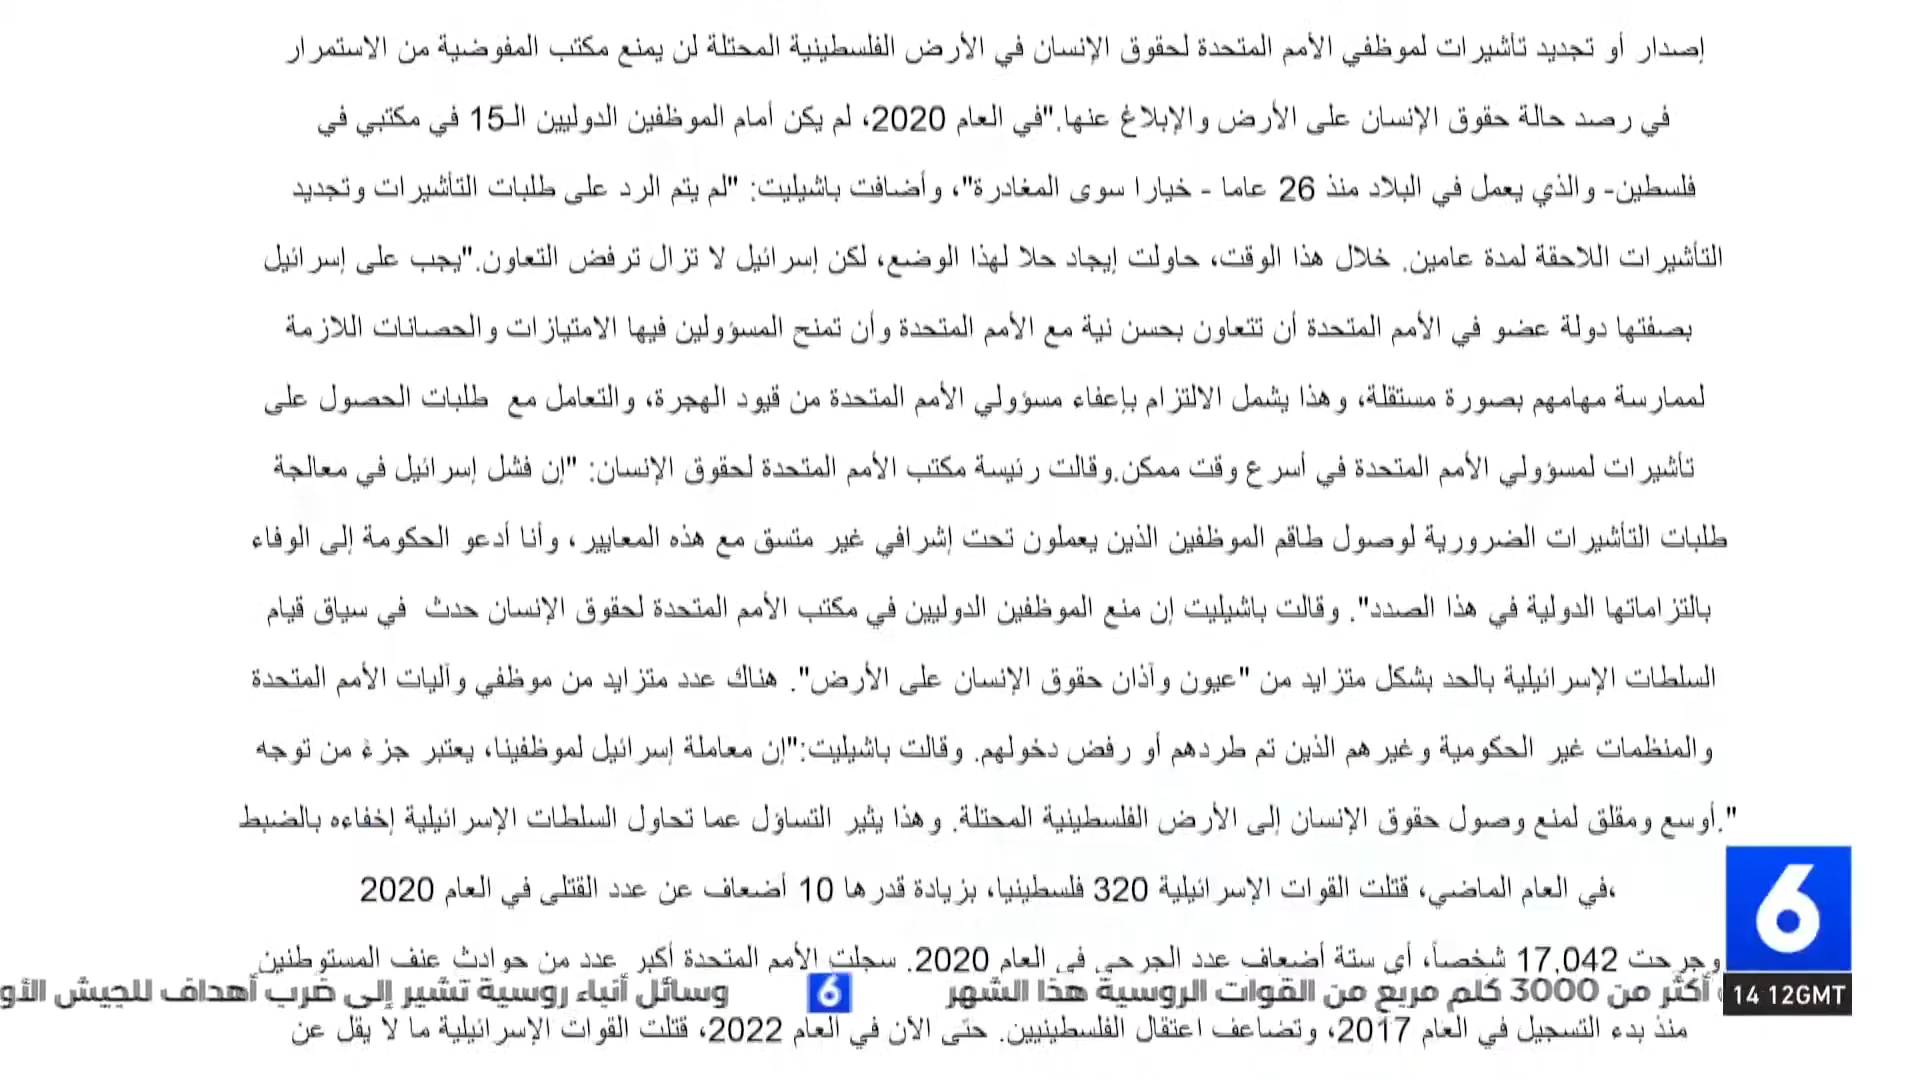 إصدار أو تجديد تأشيرات لموظفي الأمم المتحدة لحقوق الإنسان في الأرض الفلسطينية المحتلة لن يمنع مكتب المفوضية من الاستمرار
في رصد حالة حقوق الإنسان على الأرض والإبلاغ عنها."في العام 2020، لم يكن أمام الموظفين الدوليين الـ15 في مكتبي في
فلسطين- والذي يعمل في البلاد منذ 26 عاما - خيارا سوى المغادرة"، وأضافت باشيليت: "لم يتم الرد على طلبات التأشيرات وتجديد
التأشيرات اللاحقة لمدة عامين. خلال هذا الوقت، حاولت إيجاد حلا لهذا الوضع، لكن إسرائيل لا تزال ترفض التعاون."يجب على إسرائيل
بصفتها دولة عضو في الأمم المتحدة أن تتعاون بحسن نية مع الأمم المتحدة وأن تمنح المسؤولين فيها الامتيازات والحصانات اللازمة
لممارسة مهامهم بصورة مستقلة، وهذا يشمل الالتزام بإعفاء مسؤولي الأمم المتحدة من قيود الهجرة، والتعامل مع طلبات الحصول على
تأشيرات لمسؤولي الأمم المتحدة في أسرع وقت ممكن.وقالت رئيسة مكتب الأمم المتحدة لحقوق الإنسان: "إن فشل إسرائيل في معالجة
طلبات التأشيرات الضرورية لوصول طاقم الموظفين الذين يعملون تحت إشرافي غير متسق مع هذه المعايير، وأنا أدعو الحكومة إلى الوفاء
بالتزاماتها الدولية في هذا الصدد". وقالت باشيليت إن منع الموظفين الدوليين في مكتب الأمم المتحدة لحقوق الإنسان حدث في سياق قيام
السلطات الإسرائيلية بالحد بشكل متزايد من "عيون وآذان حقوق الإنسان على الأرض". هناك عدد متزايد من موظفي وآليات الأمم المتحدة
والمنظمات غير الحكومية وغيرهم الذين تم طردهم أو رفض دخولهم. وقالت باشيليت:"إن معاملة إسرائيل لموظفينا، يعتبر جزءً من توجه
".أوسع ومقلق لمنع وصول حقوق الإنسان إلى الأرض الفلسطينية المحتلة. وهذا يثير التساؤل عما تحاول السلطات الإسرائيلية إخفاءه بالضبط
،في العام الماضي، قتلت القوات الإسرائيلية 320 فلسطينيا، بزيادة قدرها 10 أضعاف عن عدد القتلى في العام 2020
وجرحت 17,042 شخصاً، أي ستة أضعاف عدد الجرحى في العام 2020. سجلت الأمم المتحدة أكبر عدد من حوادث عنف المستوطنين
أكثر من 3000 كلم مربع من القوات الروسية هذا الشهر 6 وسائل أنباء روسية تشير إلى ضرب أهداف للجيش الأو
منذ بدء التسجيل في العام 2017، وتضاعف اعتقال الفلسطينيين. حتى الآن في العام 2022، قتلت القوات الإسرائيلية ما لا يقل عن
6
14 12GMT